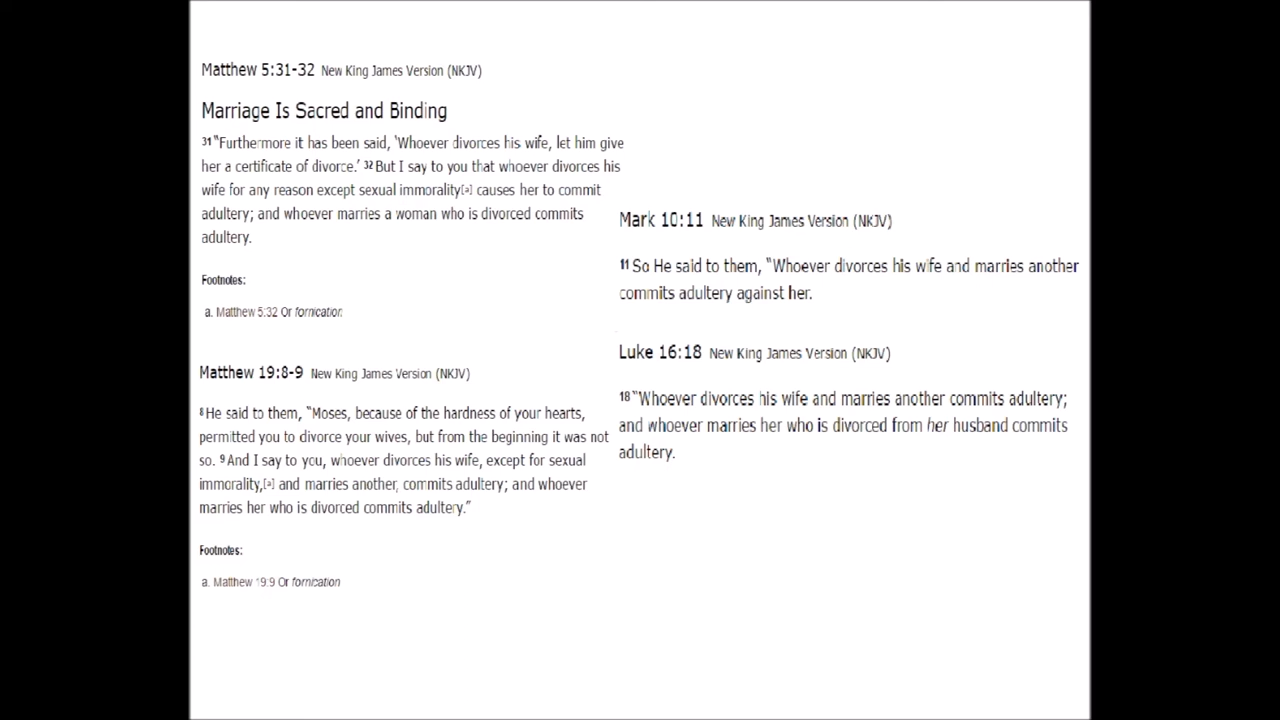 Matthew 5:31-32 New King James Version (NKJV)
Marriage Is Sacred and Binding
31 “Furthermore it has been said, ‘Whoever divorces his wife, let him give
her a certificate of divorce.’ 32 But I say to you that whoever divorces his
wife for any reason except sexual immorality[a] causes her to commit
adultery; and whoever marries a woman who is divorced commits
adultery.
Footnotes:
a. Matthew 5:32 Or fornication
Matthew 19:8-9 New King James Version (NKJV)
8 He said to them, “Moses, because of the hardness of your hearts,
permitted you to divorce your wives, but from the beginning it was not
so. 9 And I say to you, whoever divorces his wife, except for sexual
immorality,[a] and marries another, commits adultery; and whoever
marries her who is divorced commits adultery.”
Footnotes:
a. Matthew 19:9 Or fornication
Mark 10:11 New King James Version (NKJV)
11 So He said to them, “Whoever divorces his wife and marries another
commits adultery against her.
Luke 16:18 New King James Version (NKJV)
18 “Whoever divorces his wife and marries another commits adultery;
and whoever marries her who is divorced from her husband commits
adultery.